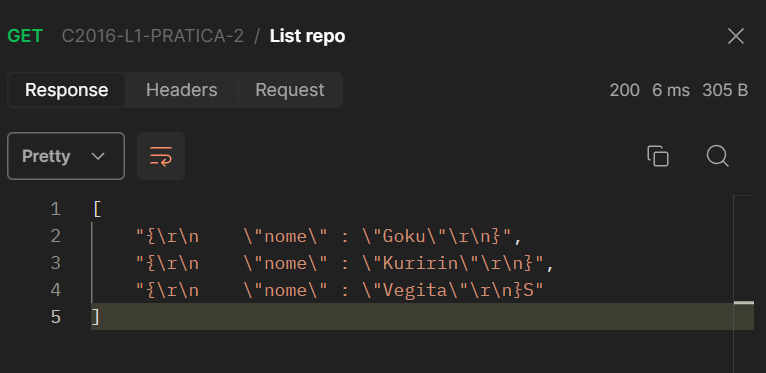 GET C2016-L1-PRATICA-2 / List repo
Response Headers Request 200 6 ms 305 B
Pretty
1 [
2 "{\r\n    \"nome\" : \"Goku\"\r\n}",
3 "{\r\n    \"nome\" : \"Kuririn\"\r\n}",
4 "{\r\n    \"nome\" : \"Vegita\"\r\n}S"
5 ]